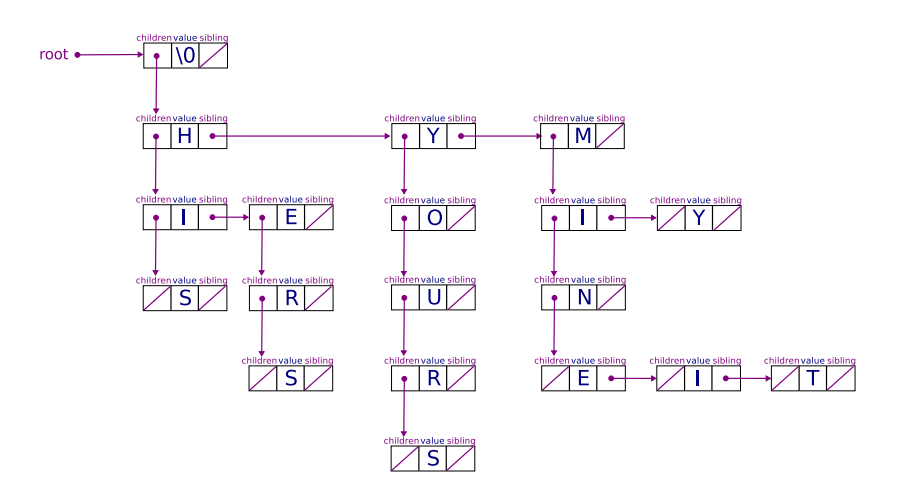 children value sibling
root \0
children value sibling children value sibling children value sibling
H Y M
children value sibling children value sibling children value sibling children value sibling children value sibling
I E O I Y
children value sibling children value sibling children value sibling children value sibling
S R U N
children value sibling children value sibling children value sibling children value sibling children value sibling
S R E I T
children value sibling
S